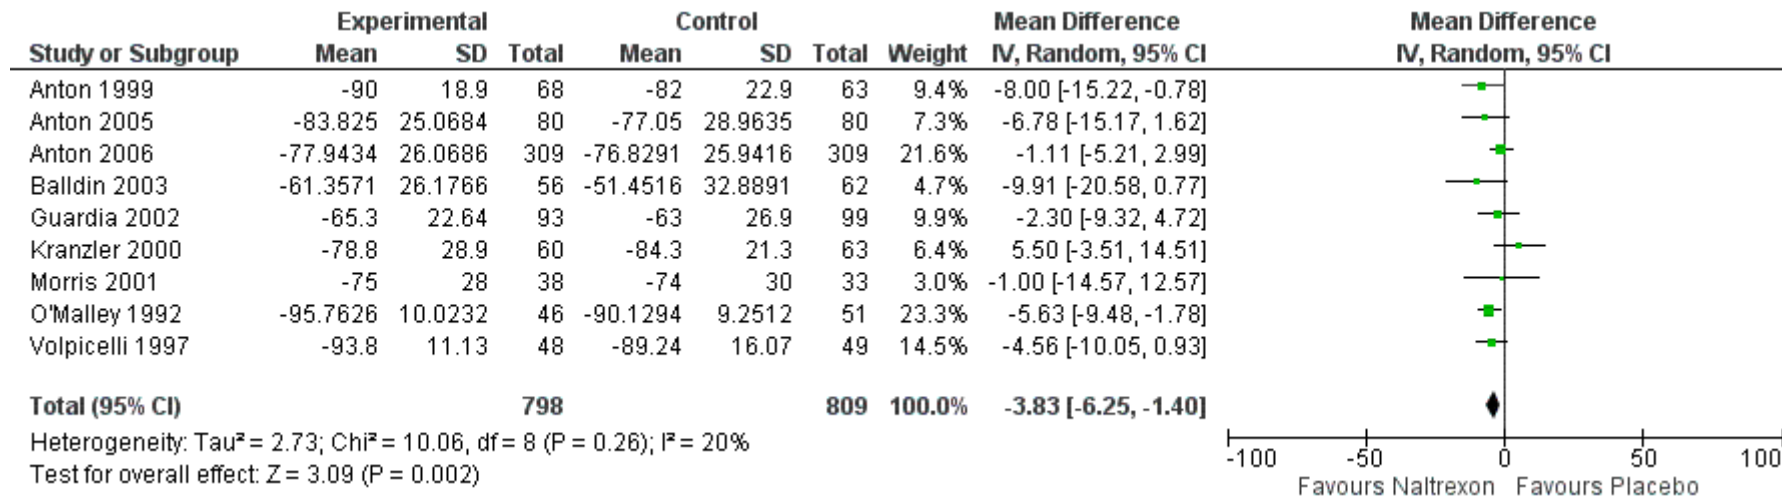 Experimental Control Mean Difference Mean Difference
Study or Subgroup Mean SD Total Mean SD Total Weight IV, Random, 95% CI IV, Random, 95% CI
Anton 1999 -90 18.9 68 -82 22.9 63 9.4% -8.00 [-15.22, -0.78]
Anton 2005 -83.825 25.0684 80 -77.05 28.9635 80 7.3% -6.78 [-15.17, 1.62]
Anton 2006 -77.9434 26.0686 309 -76.8291 25.9416 309 21.6% -1.11 [-5.21, 2.99]
Balldin 2003 -61.3571 26.1766 56 -51.4516 32.8891 62 4.7% -9.91 [-20.58, 0.77]
Guardia 2002 -65.3 22.64 93 -63 26.9 99 9.9% -2.30 [-9.32, 4.72]
Kranzler 2000 -78.8 28.9 60 -84.3 21.3 63 6.4% 5.50 [-3.51, 14.51]
Morris 2001 -75 28 38 -74 30 33 3.0% -1.00 [-14.57, 12.57]
O'Malley 1992 -95.7626 10.0232 46 -90.1294 9.2512 51 23.3% -5.63 [-9.48, -1.78]
Volpicelli 1997 -93.8 11.13 48 -89.24 16.07 49 14.5% -4.56 [-10.05, 0.93]
Total (95% CI) 798 809 100.0% -3.83 [-6.25, -1.40]
Heterogeneity: Tau² = 2.73; Chi² = 10.06, df = 8 (P = 0.26); I² = 20%
Test for overall effect: Z = 3.09 (P = 0.002)
-100 -50 0 50 100
Favours Naltrexon Favours Placebo